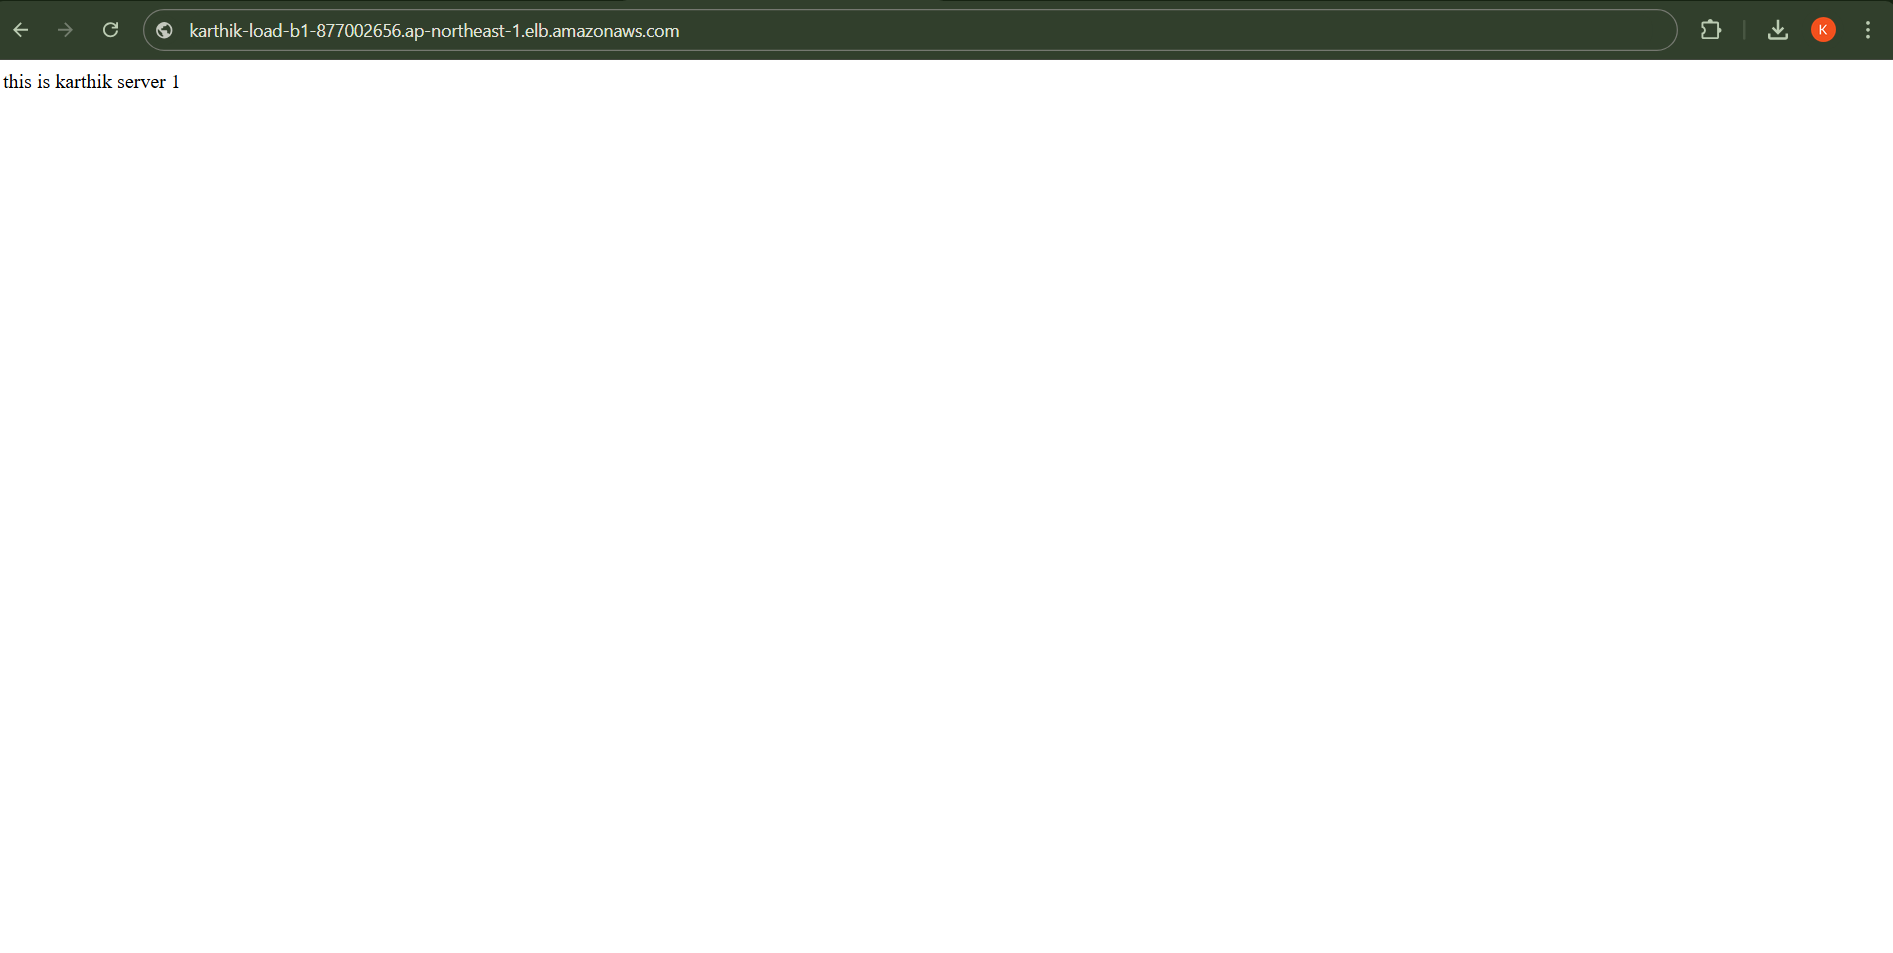 karthik-load-b1-877002656.ap-northeast-1.elb.amazonaws.com
K
this is karthik server 1